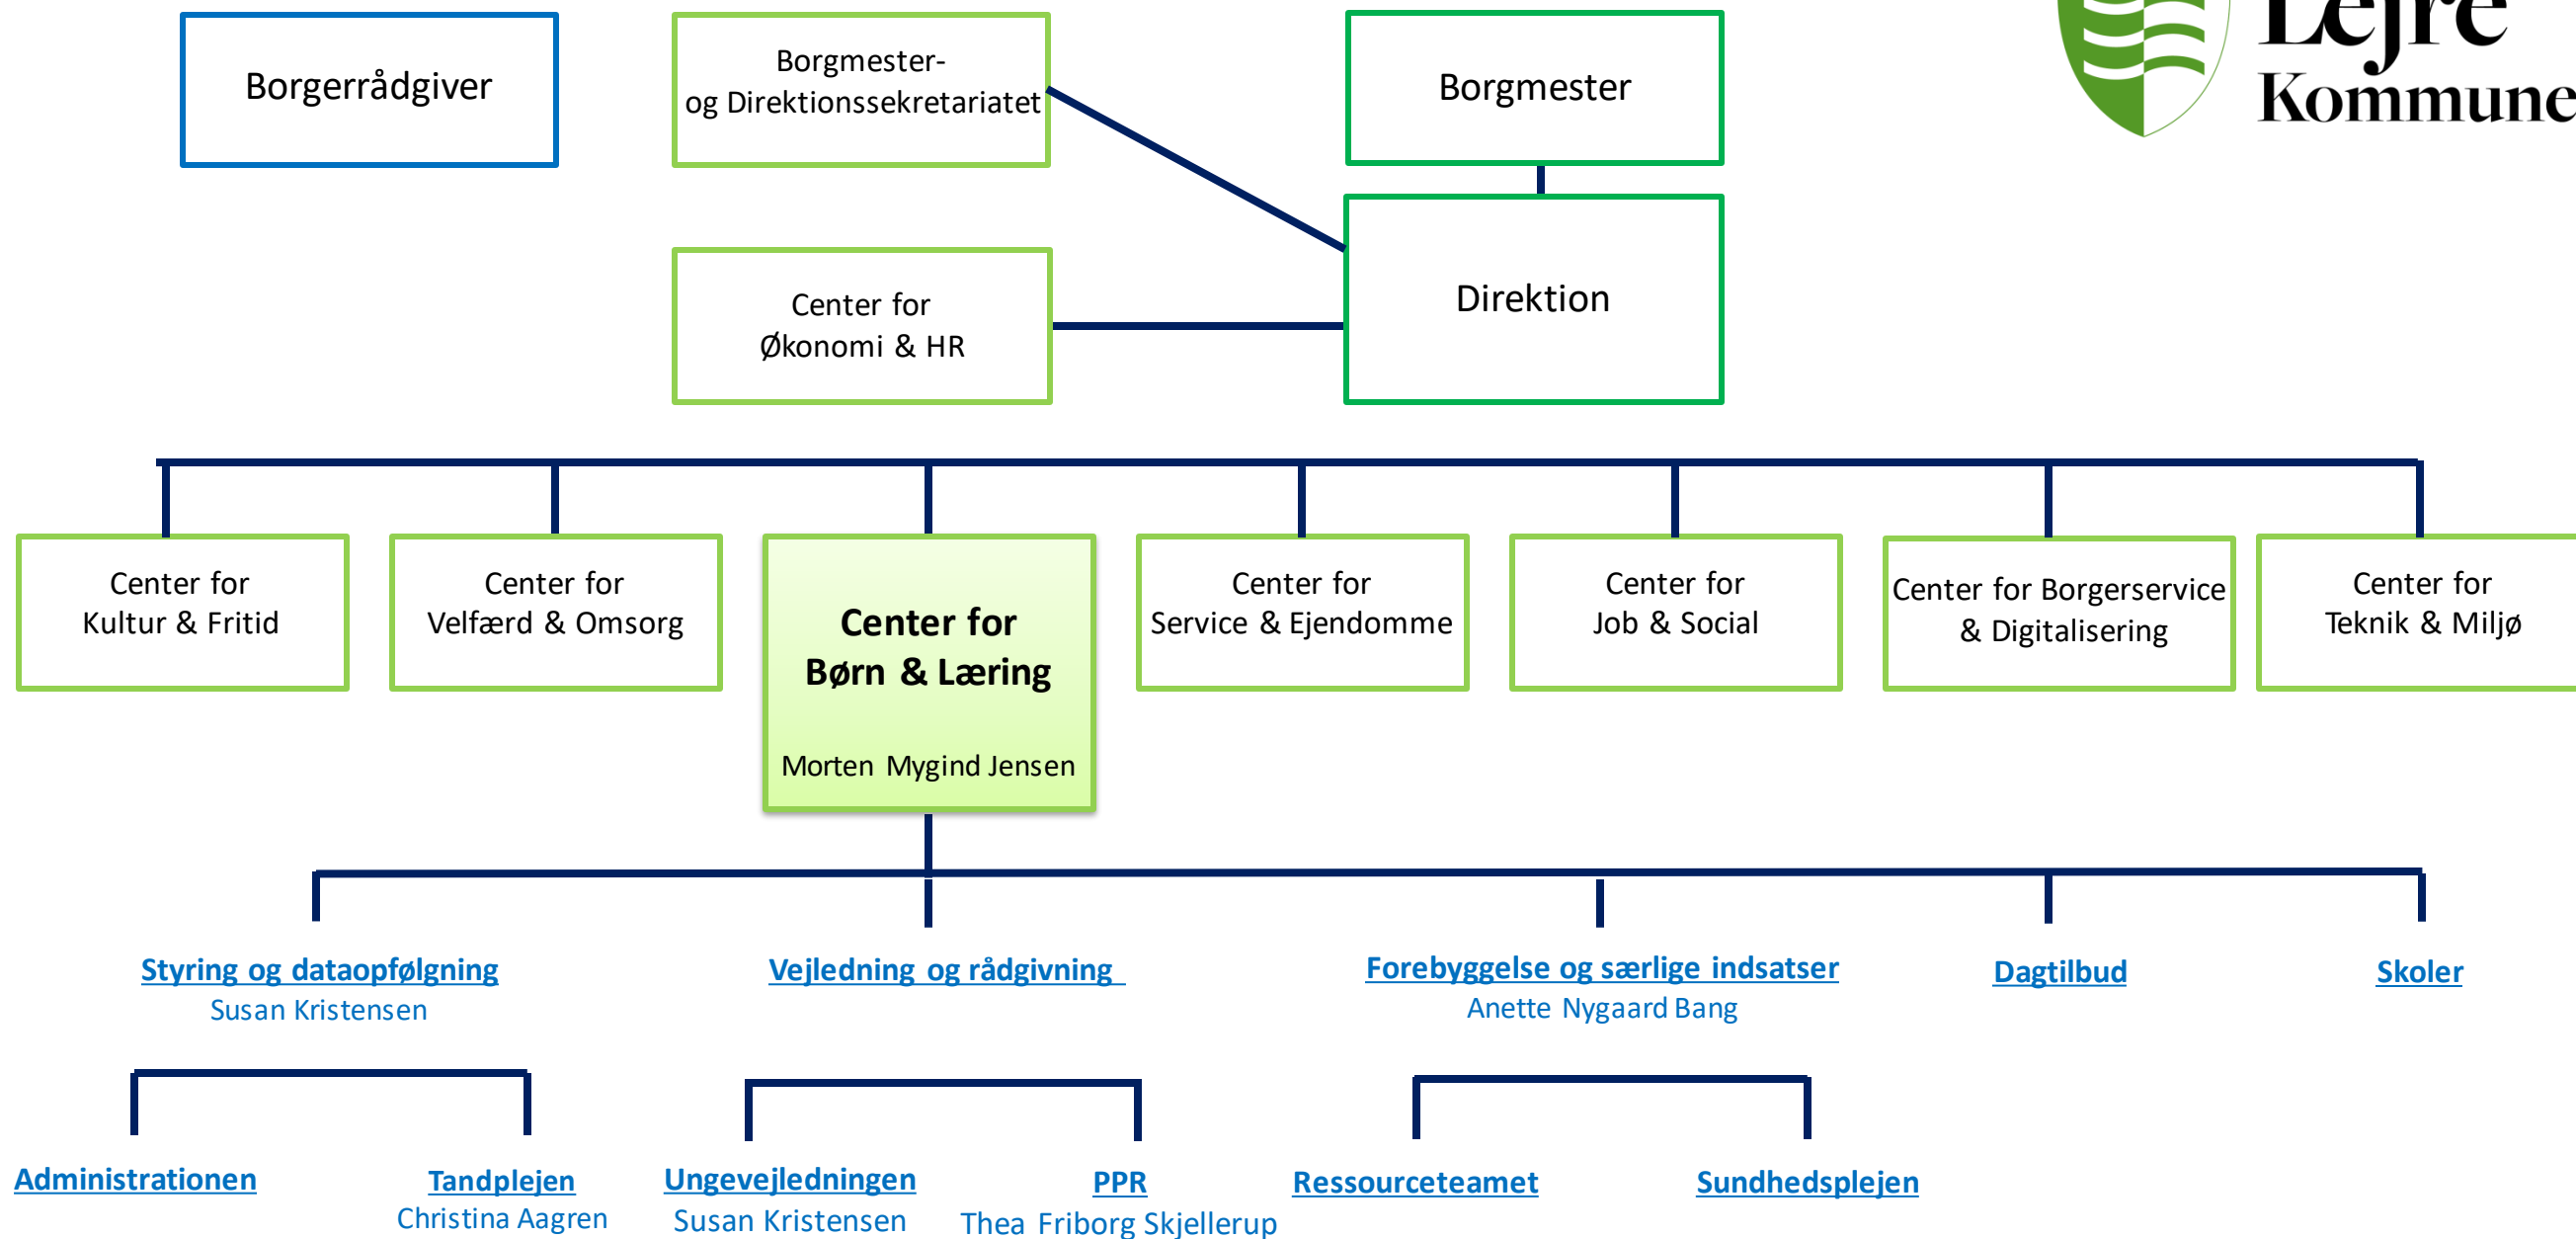 Borgerrådgiver
Borgmester-
og Direktionssekretariatet
Borgmester
Lejre
Kommune
Center for
Økonomi & HR
Direktion
Center for
Kultur & Fritid
Center for
Velfærd & Omsorg
Center for
Børn & Læring
Morten Mygind Jensen
Center for
Service & Ejendomme
Center for
Job & Social
Center for Borgerservice
& Digitalisering
Center for
Teknik & Miljø
Styring og dataopfølgning
Susan Kristensen
Vejledning og rådgivning
Forebyggelse og særlige indsatser
Anette Nygaard Bang
Dagtilbud
Skoler
Administrationen
Tandplejen
Christina Aagren
Ungevejledningen
Susan Kristensen
PPR
Thea Friborg Skjellerup
Ressourceteamet
Sundhedsplejen